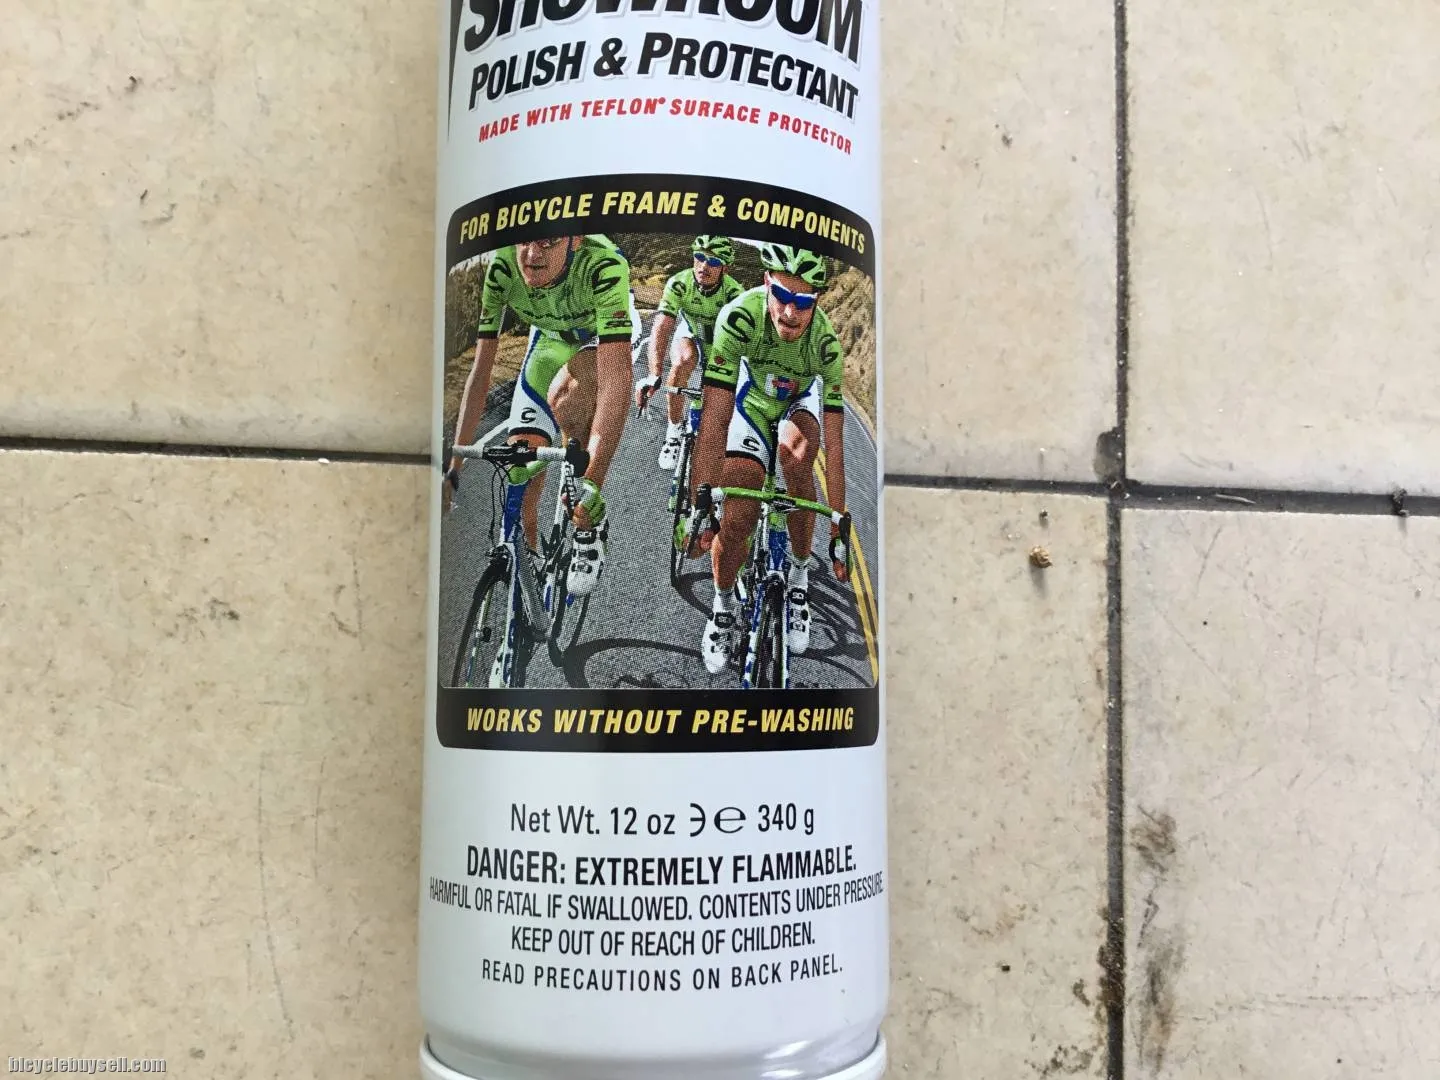 SHOWROOM
POLISH & PROTECTANT
MADE WITH TEFLON® SURFACE PROTECTOR
FOR BICYCLE FRAME & COMPONENTS
WORKS WITHOUT PRE-WASHING
Net Wt. 12 oz ℮ 340 g
DANGER: EXTREMELY FLAMMABLE.
HARMFUL OR FATAL IF SWALLOWED. CONTENTS UNDER PRESSURE.
KEEP OUT OF REACH OF CHILDREN.
READ PRECAUTIONS ON BACK PANEL.
bicyclebuysell.com